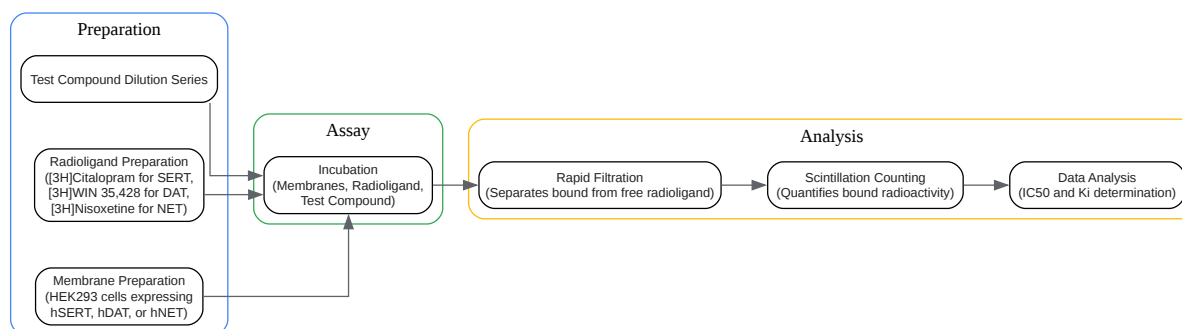 Preparation
Test Compound Dilution Series
Radioligand Preparation
([3H]Citalopram for SERT,
[3H]WIN 35,428 for DAT,
[3H]Nisoxetine for NET)
Membrane Preparation
(HEK293 cells expressing
hSERT, hDAT, or hNET)
Assay
Incubation
(Membranes, Radioligand,
Test Compound)
Analysis
Rapid Filtration
(Separates bound from free radioligand)
Scintillation Counting
(Quantifies bound radioactivity)
Data Analysis
(IC50 and Ki determination)